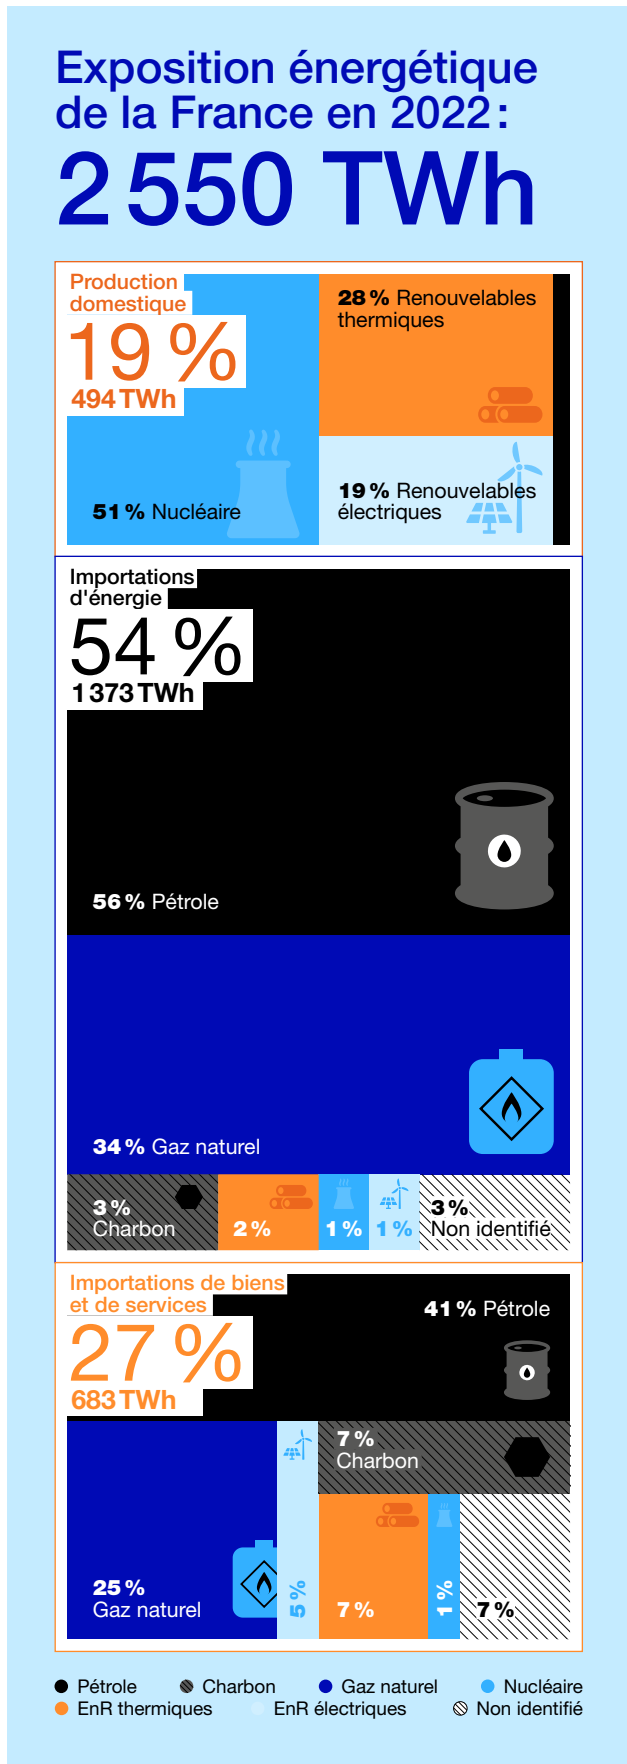 Exposition énergétique
de la France en 2022 :
2 550 TWh
Production
domestique
19 %
494 TWh
28 % Renouvelables
thermiques
51 % Nucléaire
19 % Renouvelables
électriques
Importations
d'énergie
54 %
1 373 TWh
56 % Pétrole
34 % Gaz naturel
3 %
Charbon
2 %
1 %
1 %
3 %
Non identifié
Importations de biens
et de services
27 %
683 TWh
41 % Pétrole
7 %
Charbon
25 %
Gaz naturel
5 %
7 %
1 %
7 %
Pétrole Charbon Gaz naturel Nucléaire
EnR thermiques EnR électriques Non identifié